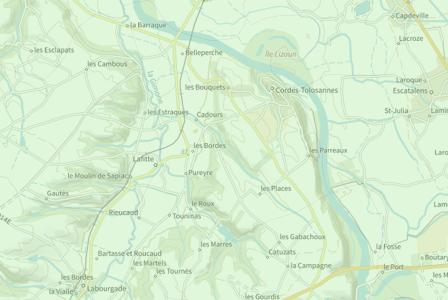 la Barraque
Capdeville
Lacroze
les Esclapats
Belleperche
Île Cizoun
les Cambous
les Bouquets
Cordes-Tolosannes
Laroque
Escatalens
les Estraques
Cadours
St-Julia
les Bordes
les Parreaux
Lafitte
le Moulin de Sapiacs
Pureyre
Gautés
les Places
le Roux
Rieucaud
Touninas
les Marres
les Gabachoux
la Fosse
Bartasse et Roucaud
Catuzats
les Martels
les Tournés
la Campagne
le Port
les Bordes
la Vialles
Labourgade
les Gourdis